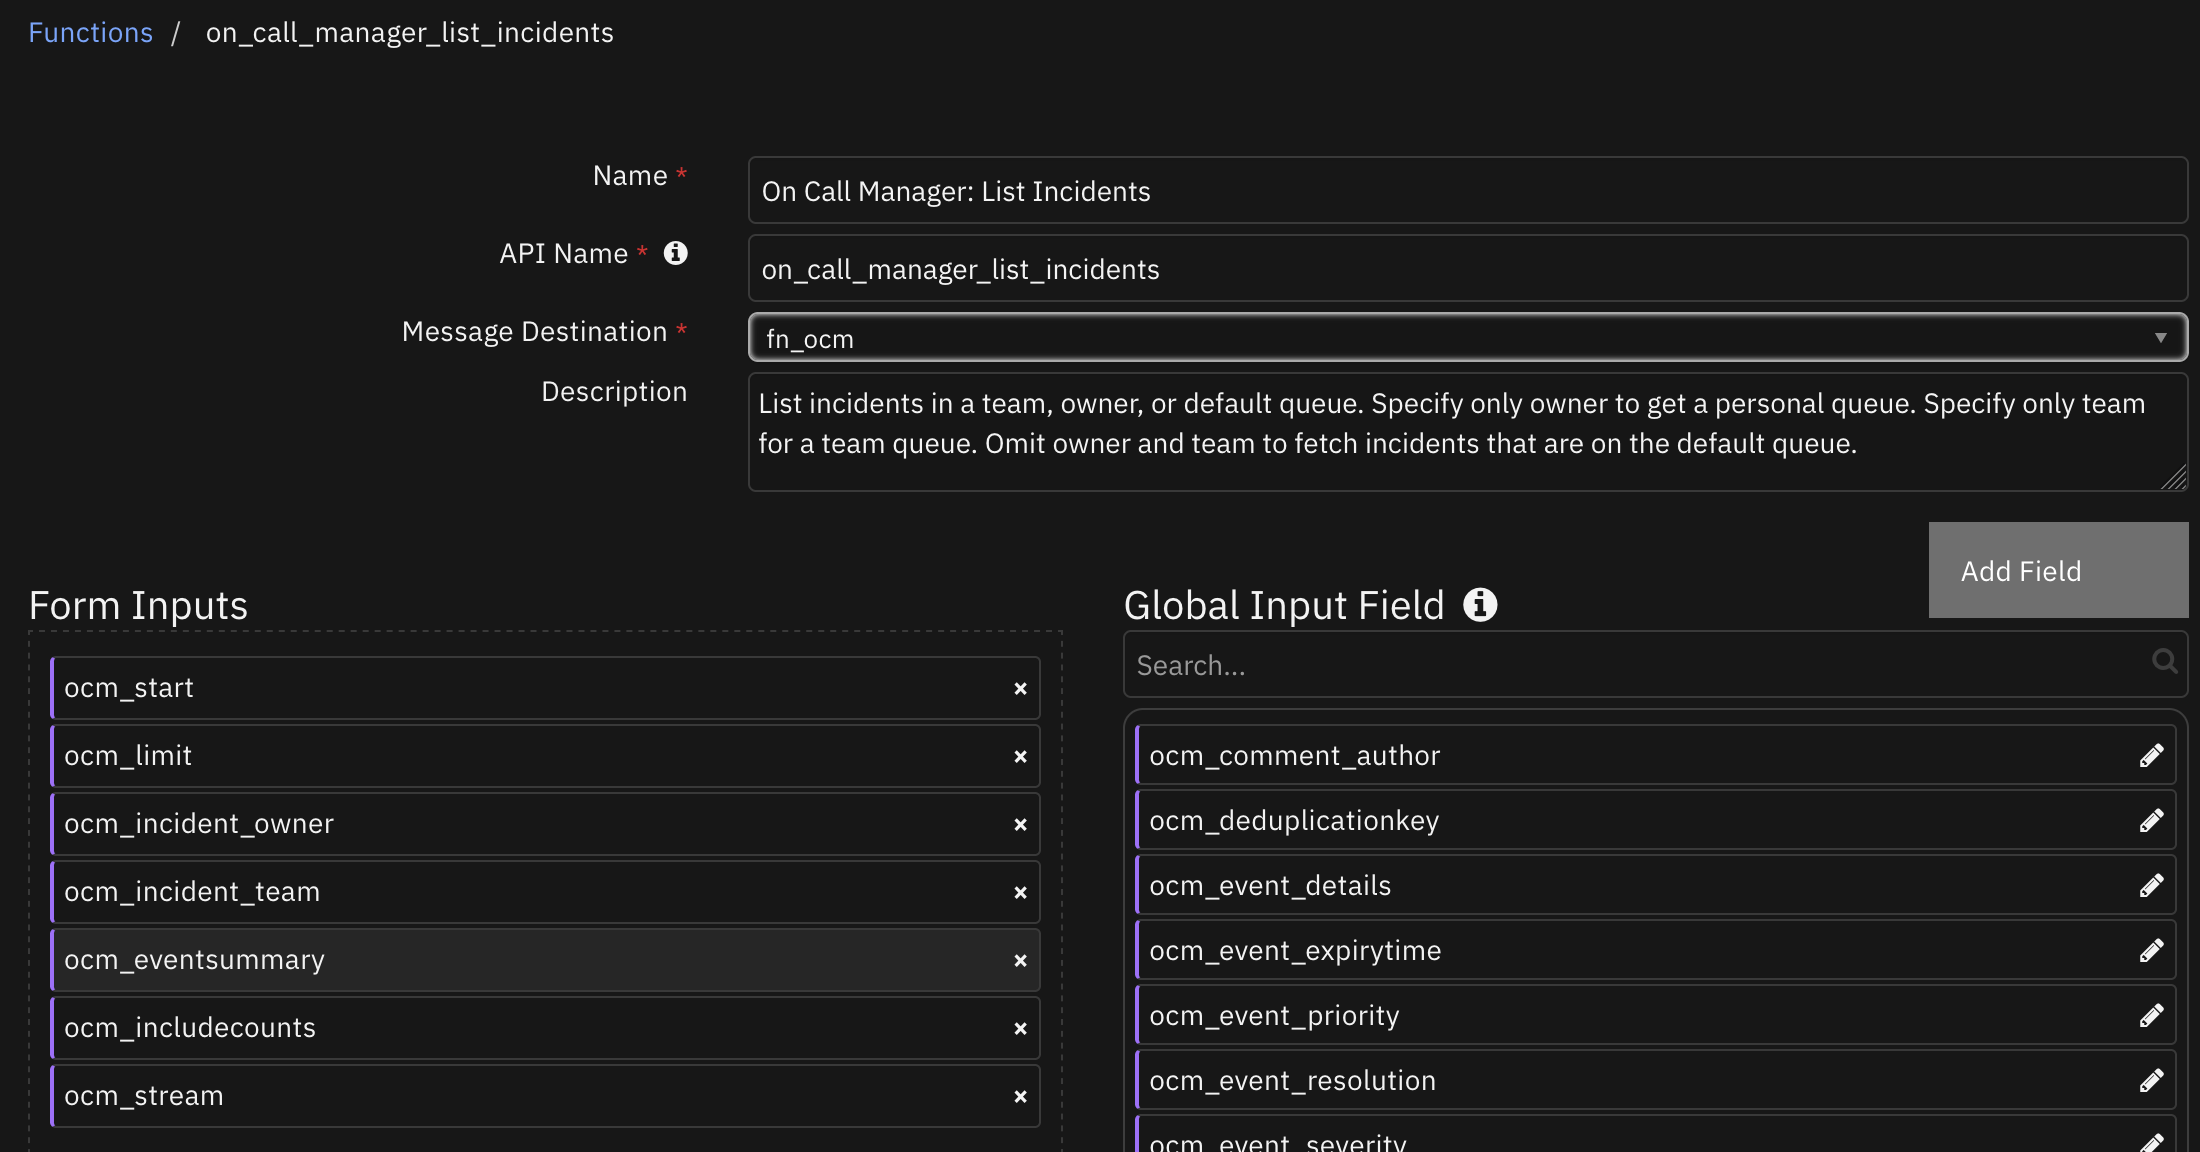 Functions / on_call_manager_list_incidents
Name *
On Call Manager: List Incidents
API Name *
on_call_manager_list_incidents
Message Destination *
fn_ocm
Description
List incidents in a team, owner, or default queue. Specify only owner to get a personal queue. Specify only team
for a team queue. Omit owner and team to fetch incidents that are on the default queue.
Add Field
Form Inputs
ocm_start
ocm_limit
ocm_incident_owner
ocm_incident_team
ocm_eventsummary
ocm_includecounts
ocm_stream
Global Input Field
Search...
ocm_comment_author
ocm_deduplicationkey
ocm_event_details
ocm_event_expirytime
ocm_event_priority
ocm_event_resolution
ocm_event_severity